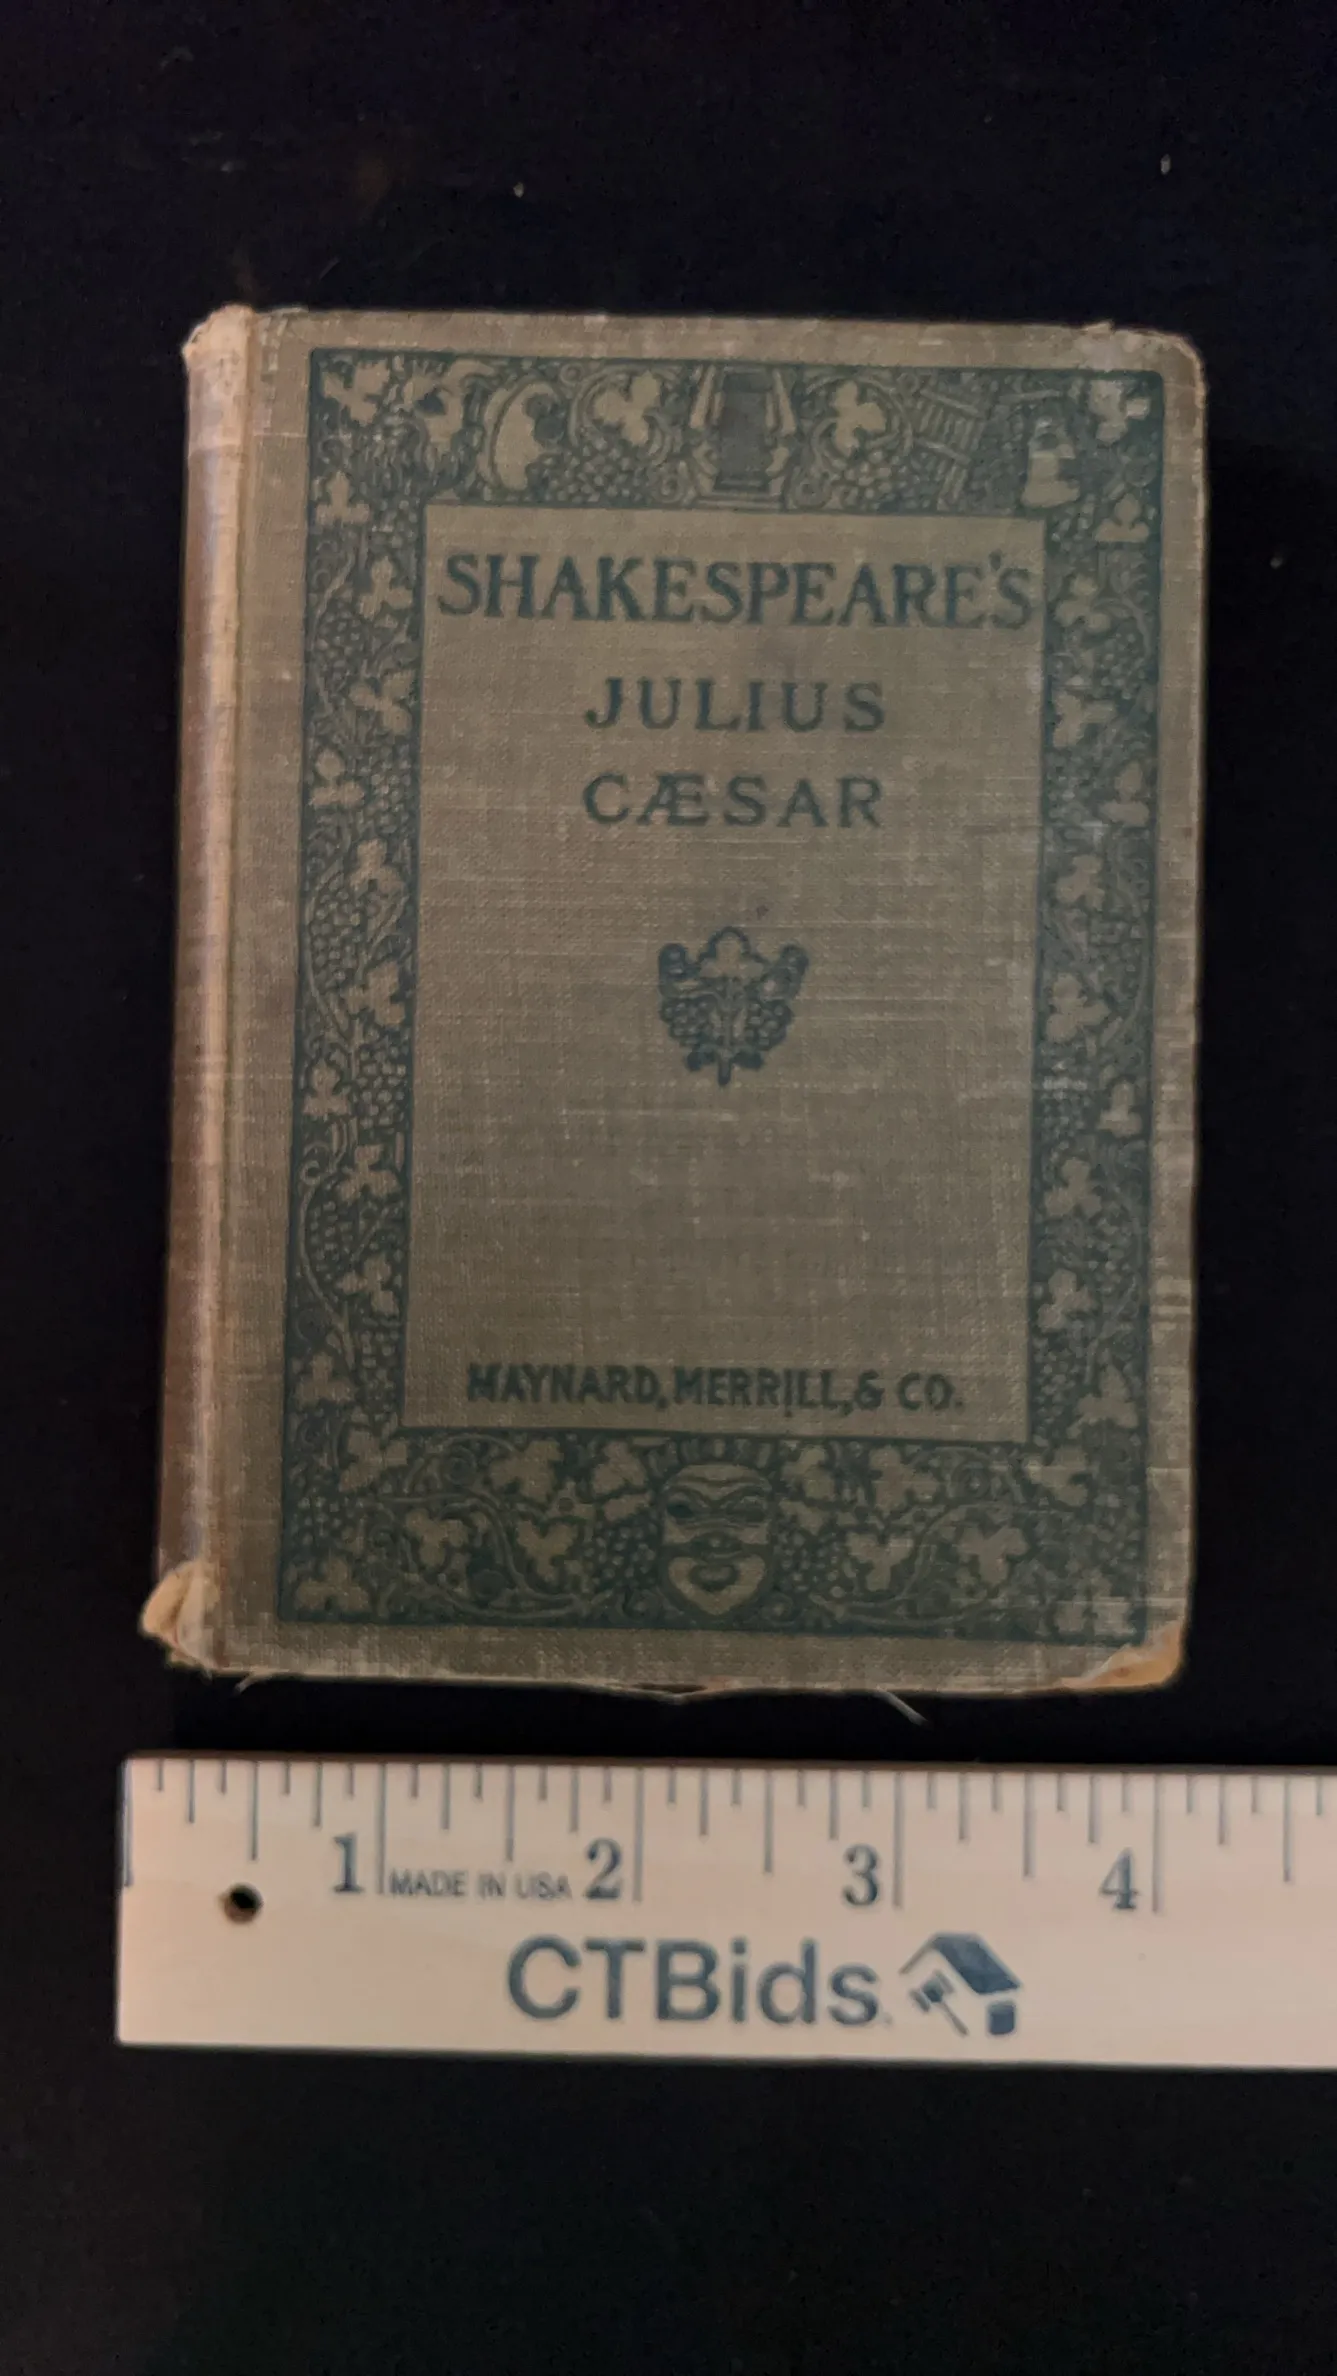 SHAKESPEARE'S
JULIUS
CÆSAR
MAYNARD, MERRILL, & CO.
1 MADE IN USA 2 3 4
CTBids.